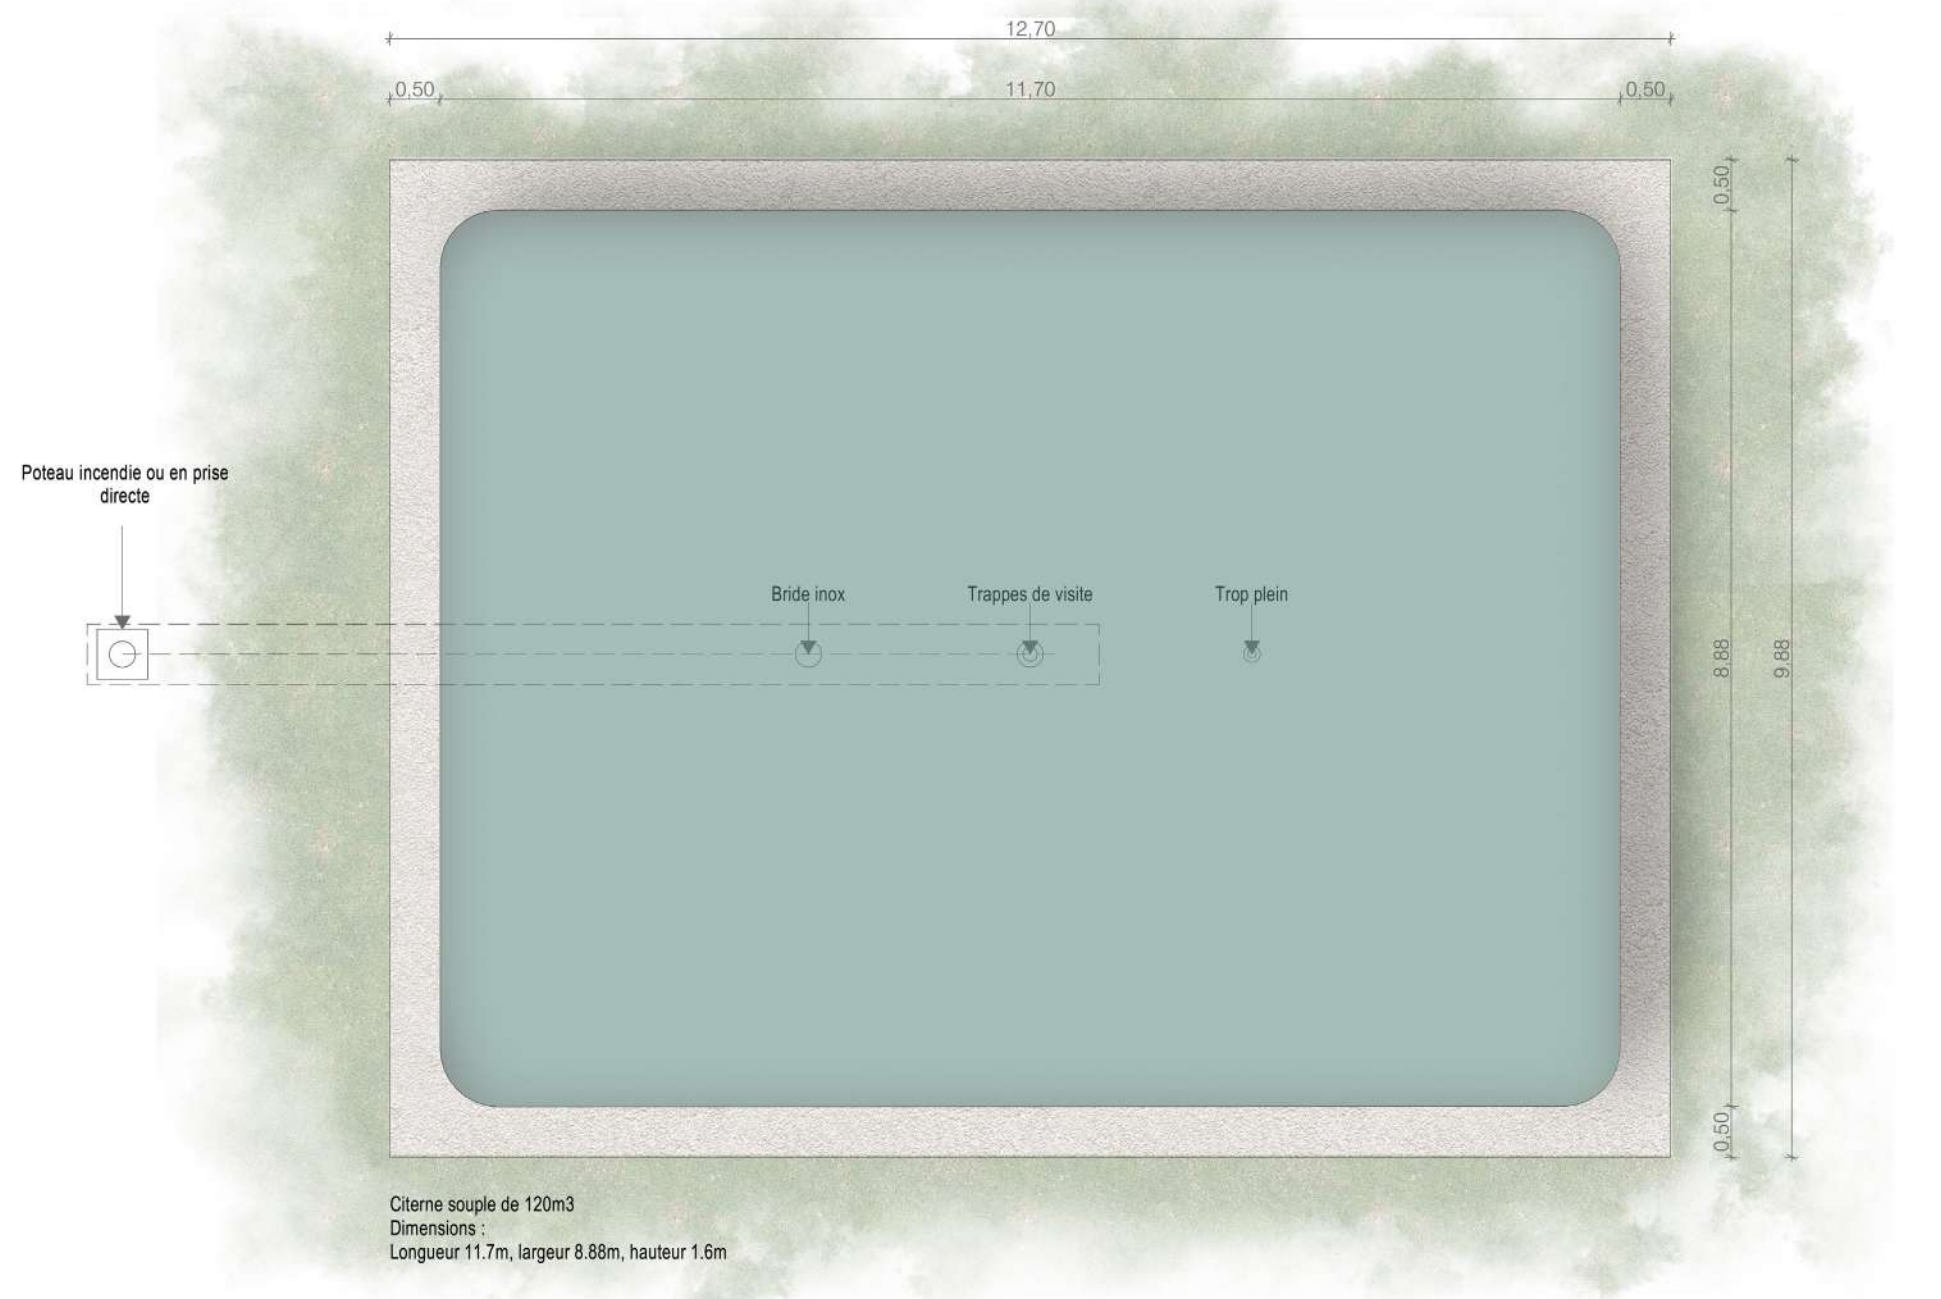 12,70
0,50
11,70
0,50
0,50
Poteau incendie ou en prise
directe
Bride inox
Trappes de visite
Trop plein
8,88
9,88
0,50
Citerne souple de 120m3
Dimensions :
Longueur 11.7m, largeur 8.88m, hauteur 1.6m